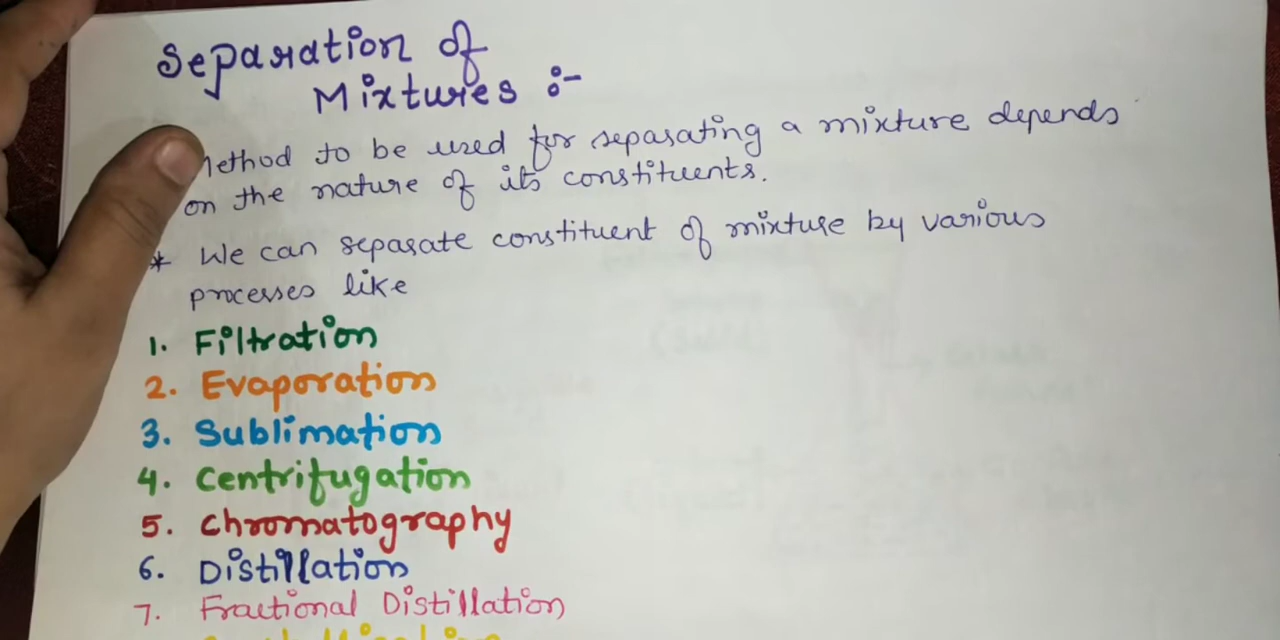 Separation of
Mixtures :-
Method to be used for separating a mixture depends
on the nature of its constituents.
* We can separate constituent of mixture by various
processes like
1. Filtration
2. Evaporation
3. Sublimation
4. Centrifugation
5. Chromatography
6. Distillation
7. Fractional Distillation